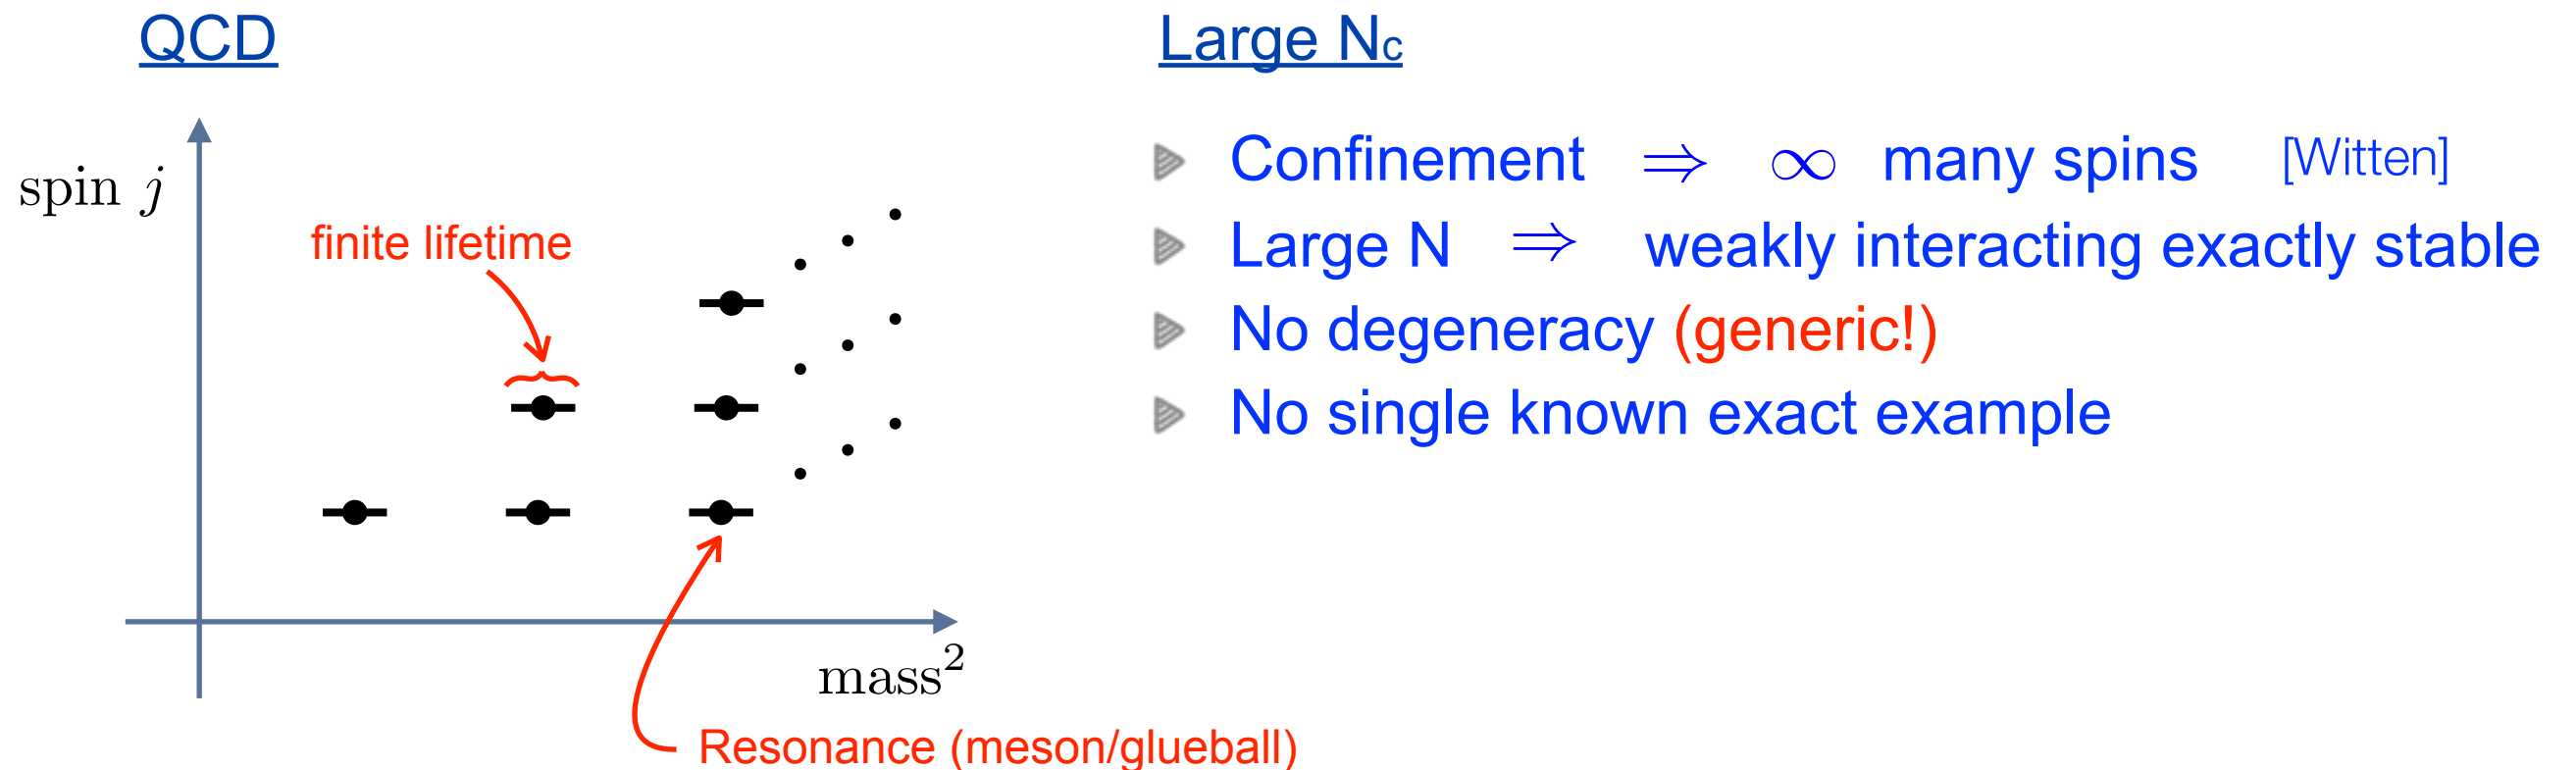 QCD
spin j
finite lifetime
mass²
Resonance (meson/glueball)
Large Nc
Confinement ⇒ ∞ many spins [Witten]
Large N ⇒ weakly interacting exactly stable
No degeneracy (generic!)
No single known exact example